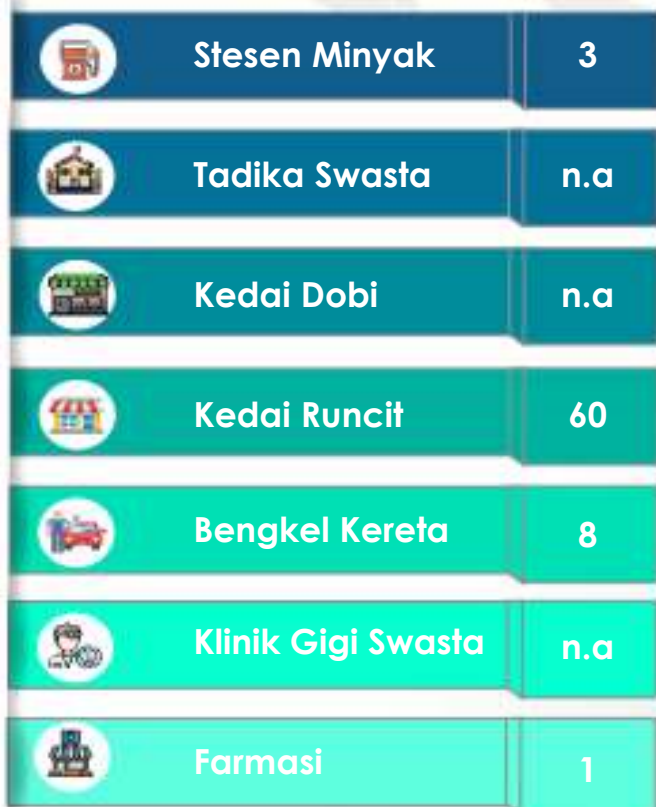 Stesen Minyak 3
Tadika Swasta n.a
Kedai Dobi n.a
Kedai Runcit 60
Bengkel Kereta 8
Klinik Gigi Swasta n.a
Farmasi 1